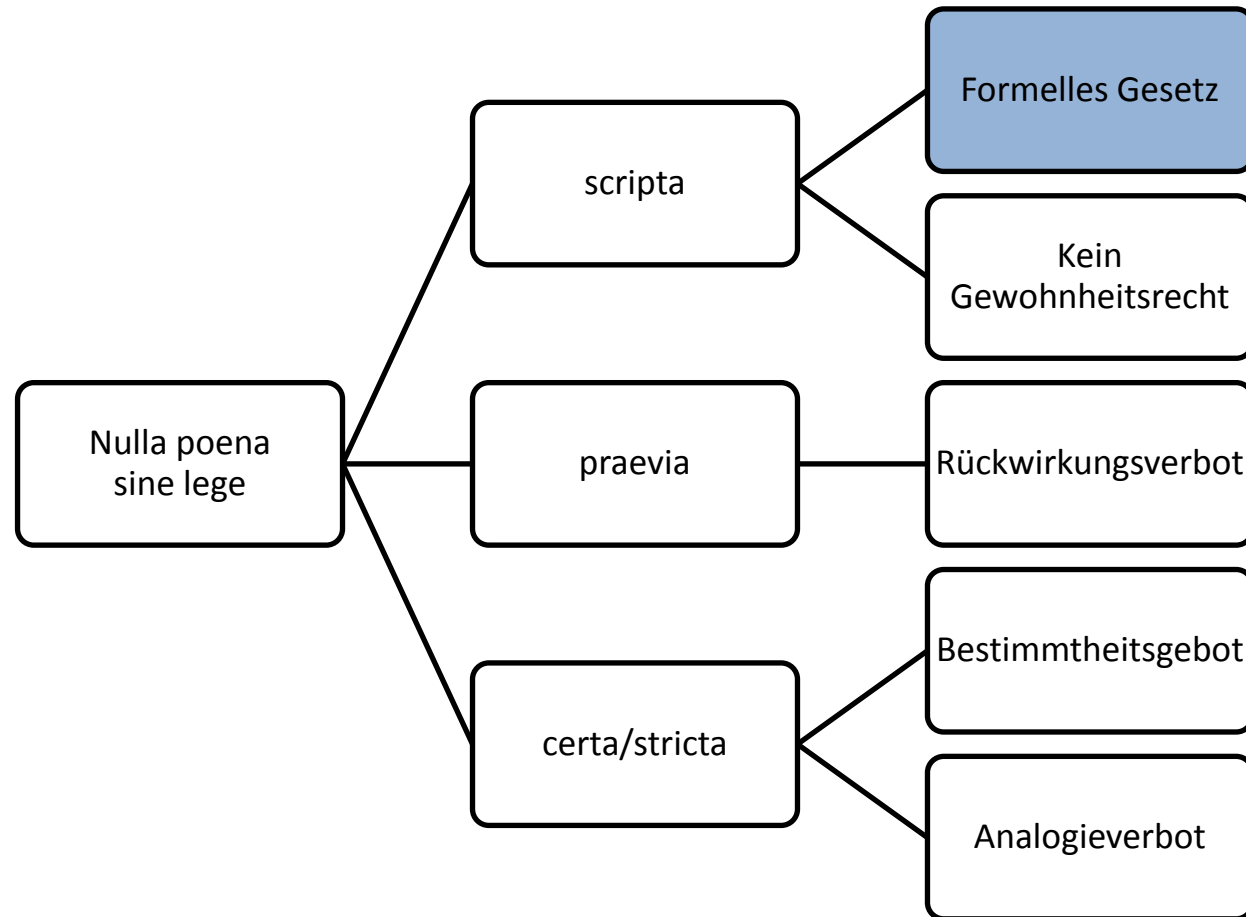 Nulla poena
sine lege
scripta
Formelles Gesetz
Kein
Gewohnheitsrecht
praevia
Rückwirkungsverbot
certa/stricta
Bestimmtheitsgebot
Analogieverbot